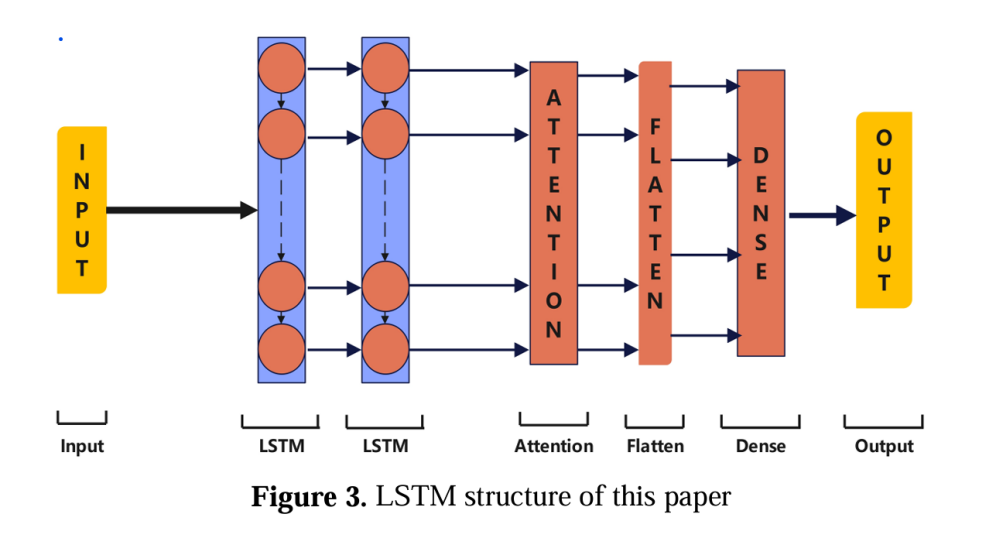 INPUT
ATTENTION
FLATTEN
DENSE
OUTPUT
Input LSTM LSTM Attention Flatten Dense Output
Figure 3. LSTM structure of this paper